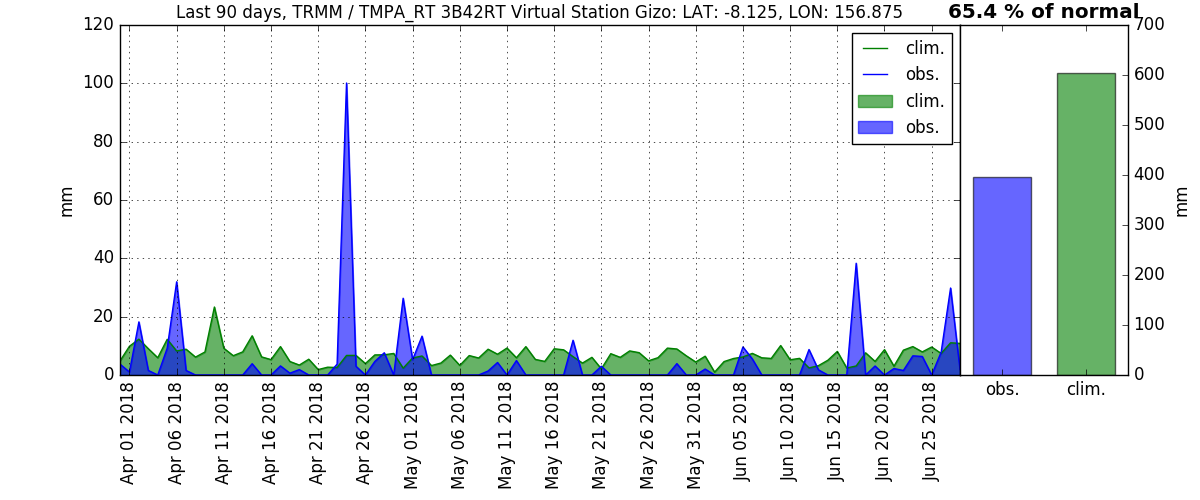 Last 90 days, TRMM / TMPA_RT 3B42RT Virtual Station Gizo: LAT: -8.125, LON: 156.875
65.4 % of normal
120
100
80
60
40
20
0
mm
clim.
obs.
clim.
obs.
700
600
500
400
300
200
100
0
mm
Apr 01 2018
Apr 06 2018
Apr 11 2018
Apr 16 2018
Apr 21 2018
Apr 26 2018
May 01 2018
May 06 2018
May 11 2018
May 16 2018
May 21 2018
May 26 2018
May 31 2018
Jun 05 2018
Jun 10 2018
Jun 15 2018
Jun 20 2018
Jun 25 2018
obs.
clim.